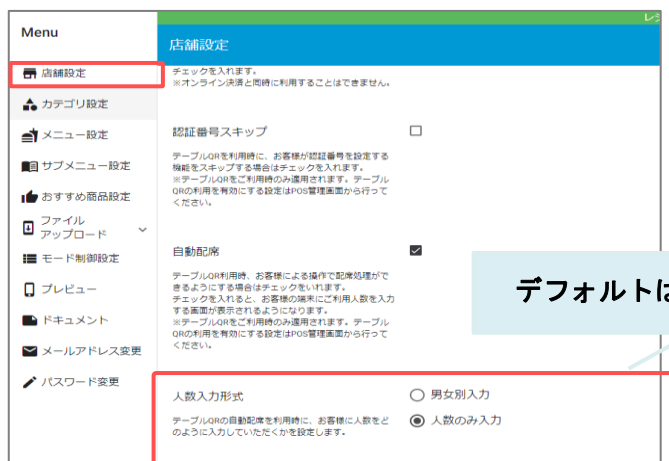 レジ
Menu
店舗設定
店舗設定
カテゴリ設定
メニュー設定
サブメニュー設定
おすすめ商品設定
ファイル
アップロード
モード制御設定
プレビュー
ドキュメント
メールアドレス変更
パスワード変更
チェックを入れます。
※オンライン決済と同時に利用することはできません。
認証番号スキップ
テーブルQRを利用時に、お客様が認証番号を設定する
機能をスキップする場合はチェックを入れます。
※テーブルQRをご利用時のみ適用されます。テーブル
QRの利用を有効にする設定はPOS管理画面から行って
ください。
自動配席
テーブルQR利用時、お客様による操作で配席処理がで
きるようにする場合はチェックをいれます。
チェックを入れると、お客様の端末にご利用人数を入力
する画面が表示されるようになります。
※テーブルQRをご利用時のみ適用されます。テーブル
QRの利用を有効にする設定はPOS管理画面から行って
ください。
デフォルトは
人数入力形式
テーブルQRの自動配席を利用時に、お客様に人数をど
のように入力していただくかを設定します。
男女別入力
人数のみ入力